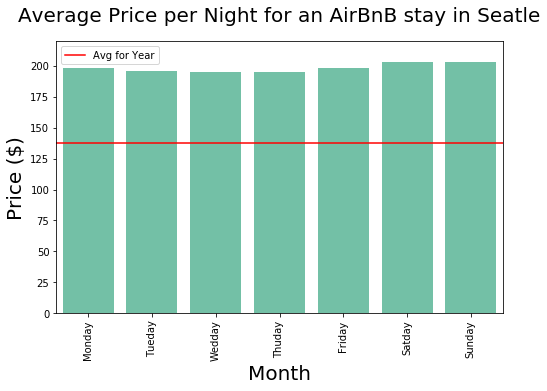 Average Price per Night for an AirBnB stay in Seatle
Avg for Year
Price ($)
200
175
150
125
100
75
50
25
0
Monday
Tueday
Wedday
Thuday
Friday
Satday
Sunday
Month